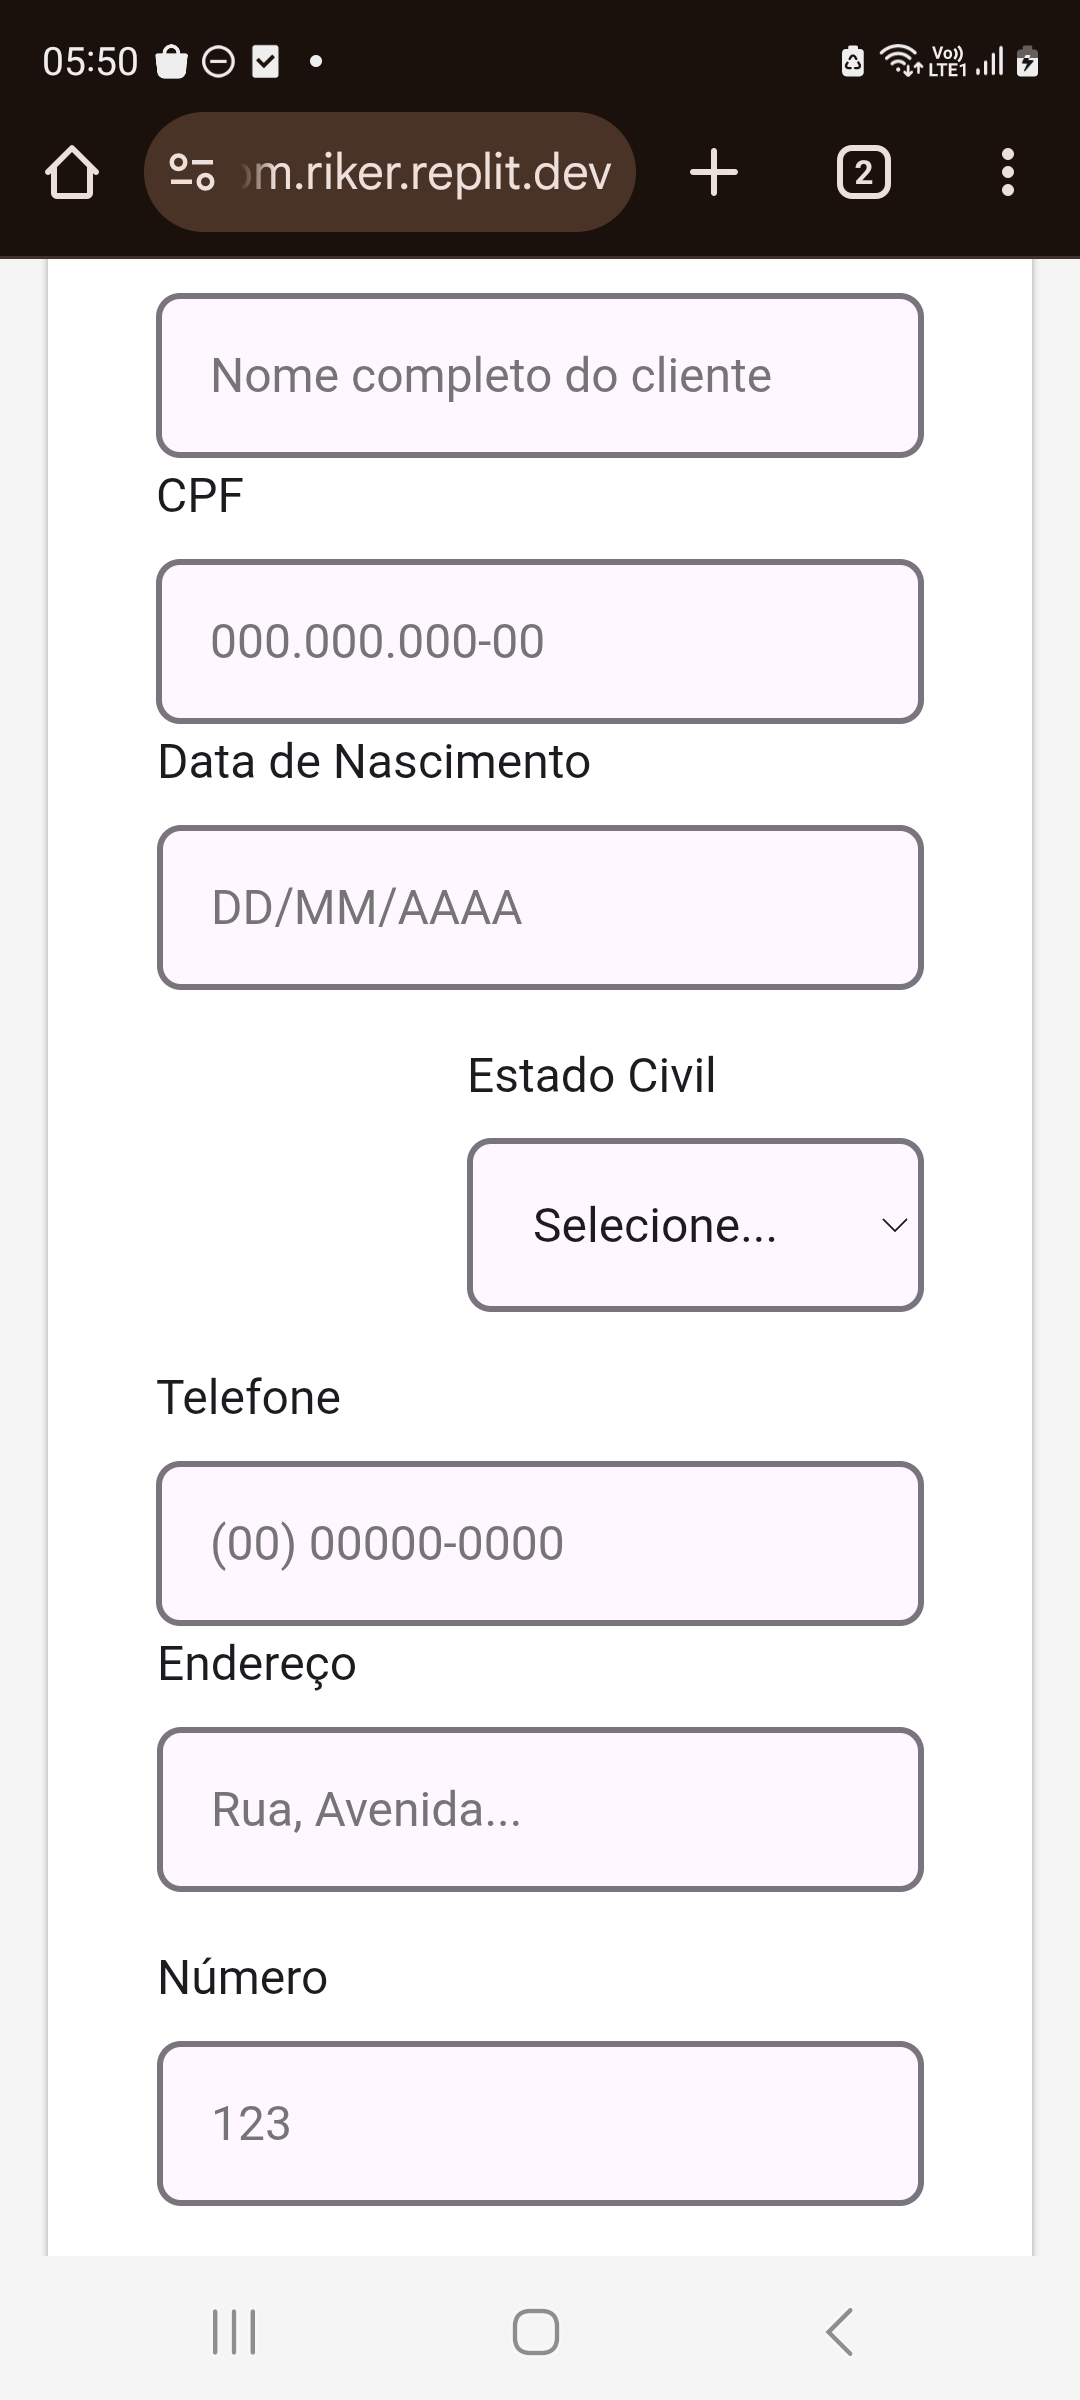 05:50
Vo))
LTE1
m.riker.replit.dev
2
Nome completo do cliente
CPF
000.000.000-00
Data de Nascimento
DD/MM/AAAA
Estado Civil
Selecione...
Telefone
(00) 00000-0000
Endereço
Rua, Avenida...
Número
123